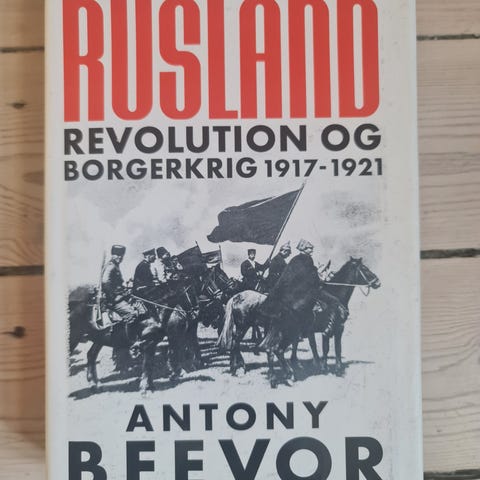 RUSLAND
REVOLUTION OG
BORGERKRIG 1917-1921
ANTONY
BEEVOR